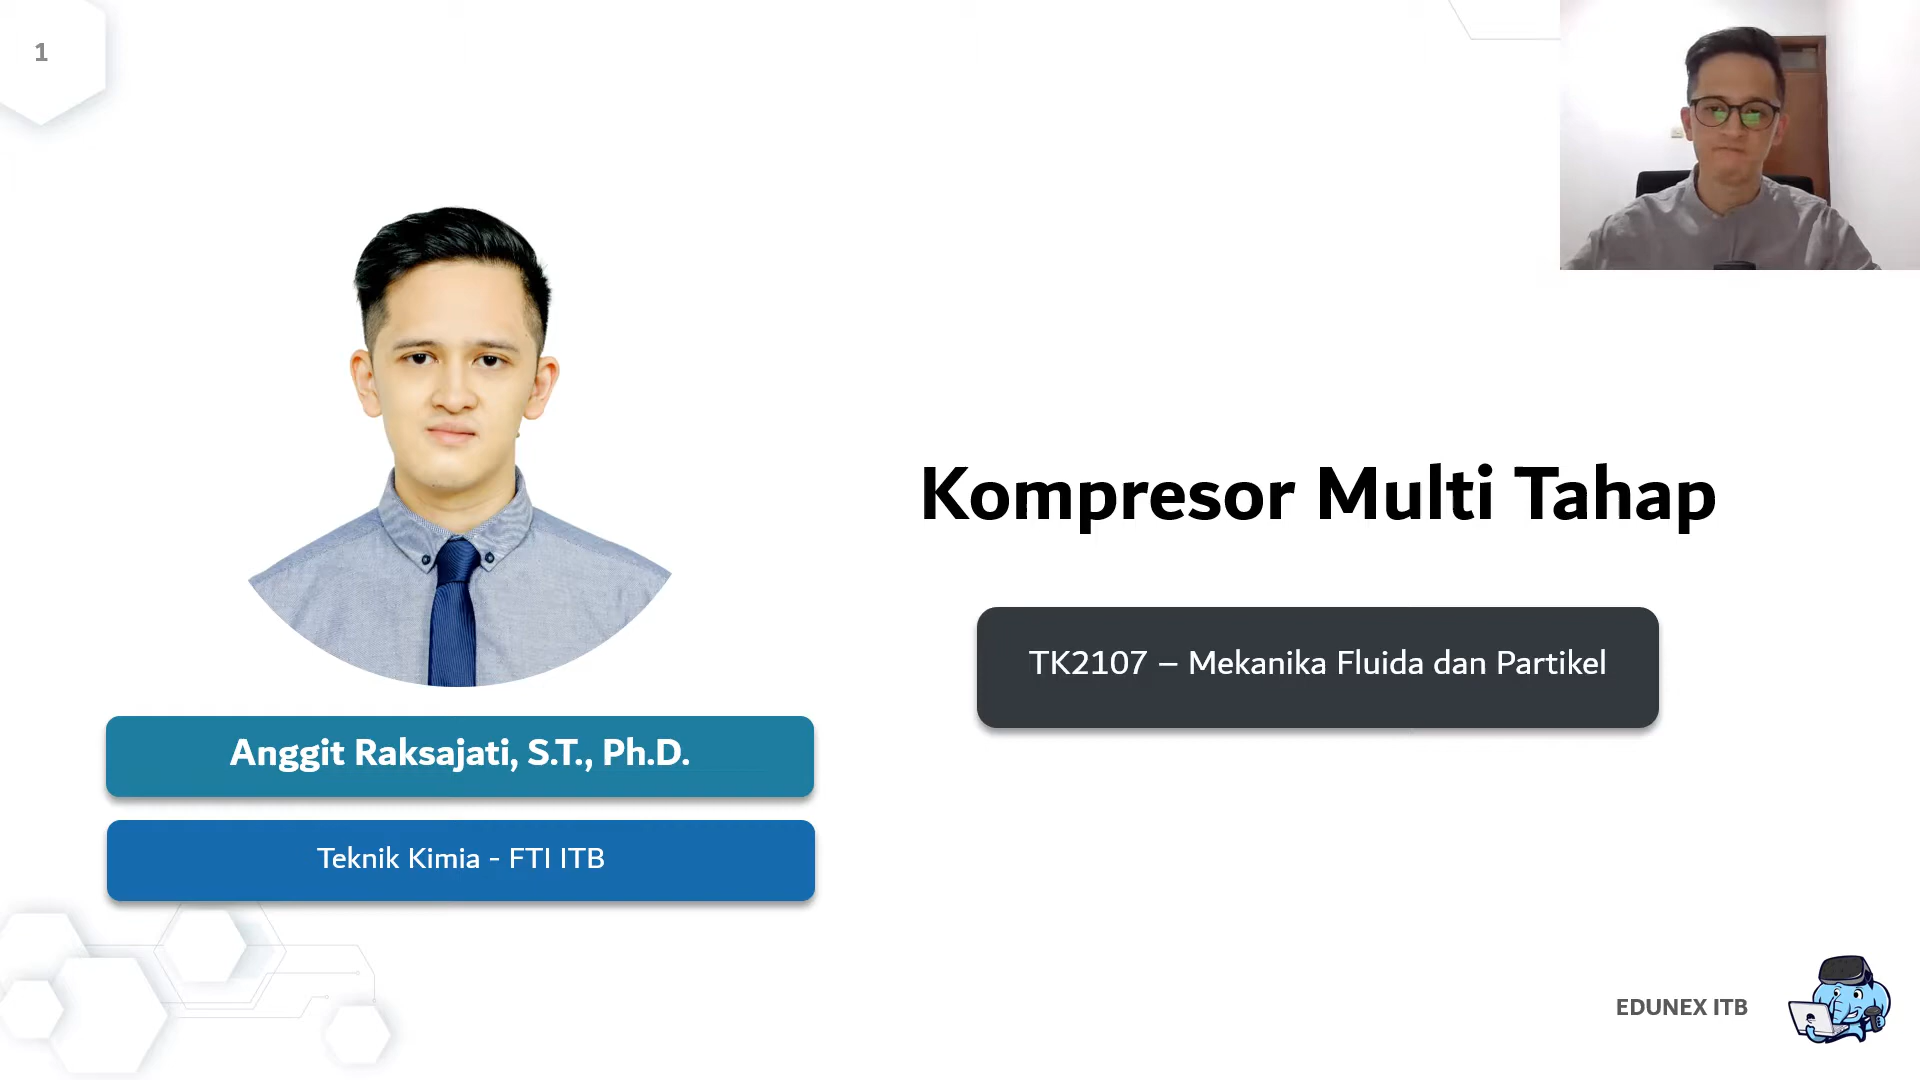 1
Kompresor Multi Tahap
TK2107 – Mekanika Fluida dan Partikel
Anggit Raksajati, S.T., Ph.D.
Teknik Kimia - FTI ITB
EDUNEX ITB